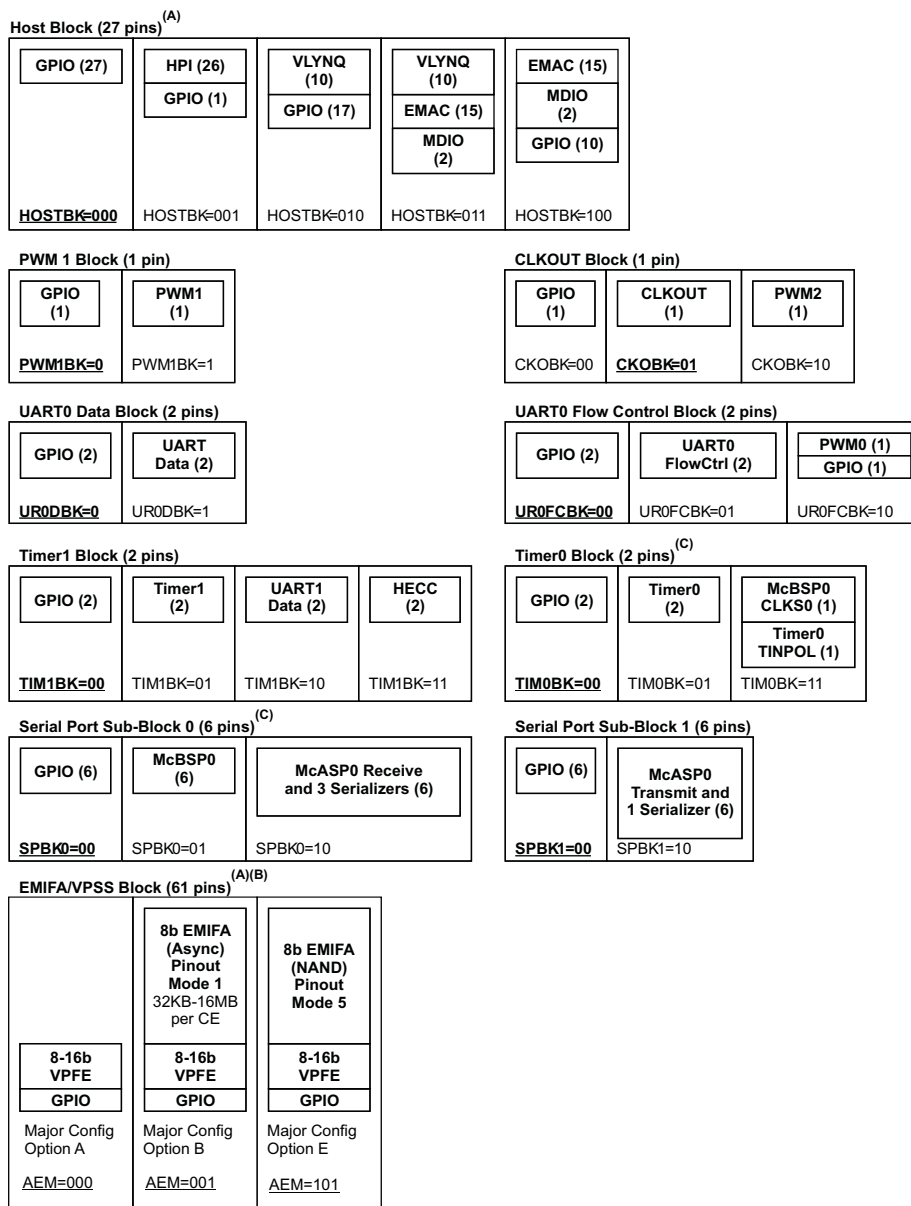 Host Block (27 pins)(A)
GPIO (27)
HOSTBK=000
HPI (26)
GPIO (1)
HOSTBK=001
VLYNQ
(10)
GPIO (17)
HOSTBK=010
VLYNQ
(10)
EMAC (15)
MDIO
(2)
HOSTBK=011
EMAC (15)
MDIO
(2)
GPIO (10)
HOSTBK=100
PWM 1 Block (1 pin)
GPIO
(1)
PWM1BK=0
PWM1
(1)
PWM1BK=1
CLKOUT Block (1 pin)
GPIO
(1)
CKOBK=00
CLKOUT
(1)
CKOBK=01
PWM2
(1)
CKOBK=10
UART0 Data Block (2 pins)
GPIO (2)
UR0DBK=0
UART
Data (2)
UR0DBK=1
UART0 Flow Control Block (2 pins)
GPIO (2)
UR0FCBK=00
UART0
FlowCtrl (2)
UR0FCBK=01
PWM0 (1)
GPIO (1)
UR0FCBK=10
Timer1 Block (2 pins)
GPIO (2)
TIM1BK=00
Timer1
(2)
TIM1BK=01
UART1
Data (2)
TIM1BK=10
HECC
(2)
TIM1BK=11
Timer0 Block (2 pins)(C)
GPIO (2)
TIM0BK=00
Timer0
(2)
TIM0BK=01
McBSP0
CLKS0 (1)
Timer0
TINPOL (1)
TIM0BK=11
Serial Port Sub-Block 0 (6 pins)(C)
GPIO (6)
SPBK0=00
McBSP0
(6)
SPBK0=01
McASP0 Receive
and 3 Serializers (6)
SPBK0=10
Serial Port Sub-Block 1 (6 pins)
GPIO (6)
SPBK1=00
McASP0
Transmit and
1 Serializer (6)
SPBK1=10
EMIFA/VPSS Block (61 pins)(A)(B)
8-16b
VPFE
GPIO
Major Config
Option A
AEM=000
8b EMIFA
(Async)
Pinout
Mode 1
32KB-16MB
per CE
8-16b
VPFE
GPIO
Major Config
Option B
AEM=001
8b EMIFA
(NAND)
Pinout
Mode 5
8-16b
VPFE
GPIO
Major Config
Option E
AEM=101